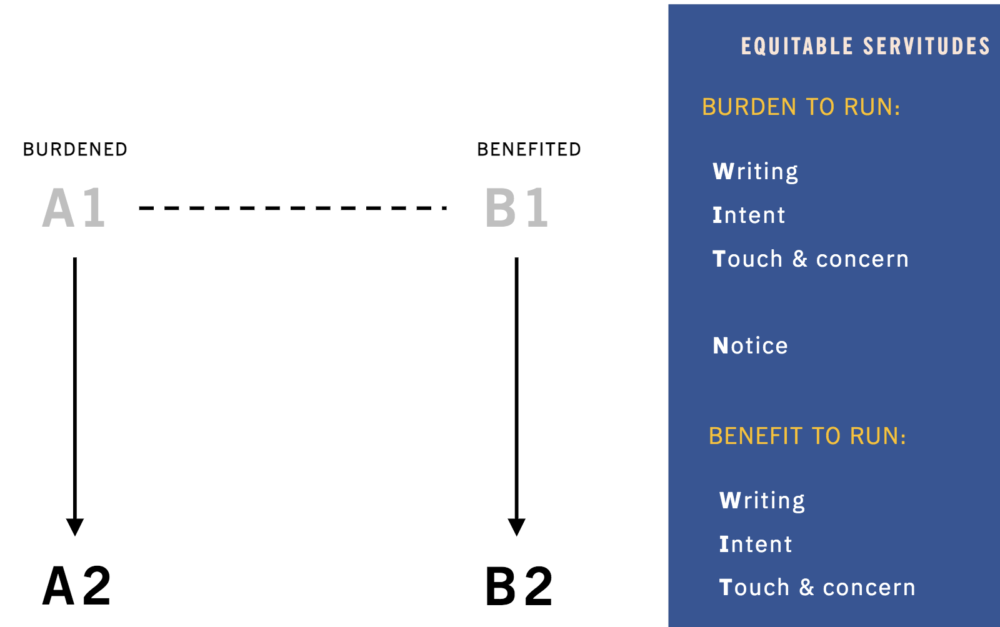 EQUITABLE SERVITUDES
BURDEN TO RUN:
Writing
Intent
Touch & concern
Notice
BENEFIT TO RUN:
Writing
Intent
Touch & concern
BURDENED
BENEFITED
A1
B1
A2
B2